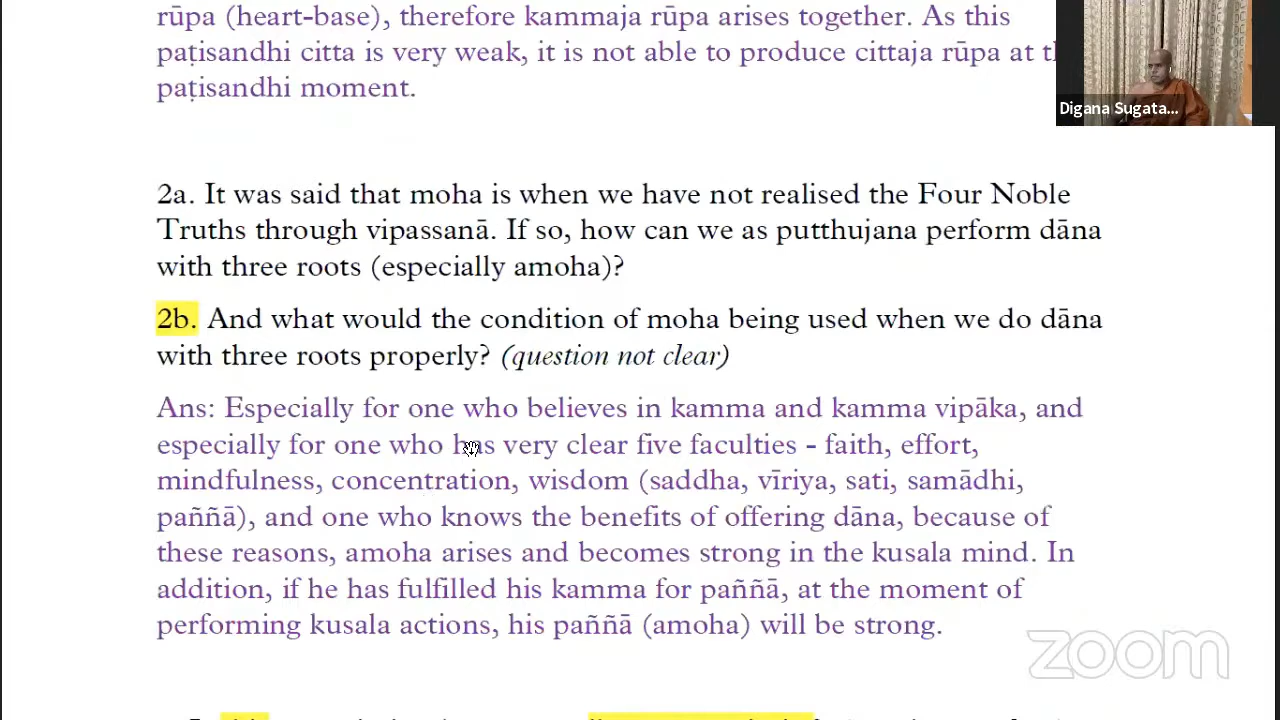 rūpa (heart-base), therefore kammaja rūpa arises together. As this
paṭisandhi citta is very weak, it is not able to produce cittaja rūpa at
paṭisandhi moment.
Digana Sugata...
2a. It was said that moha is when we have not realised the Four Noble
Truths through vipassanā. If so, how can we as putthujana perform dāna
with three roots (especially amoha)?
2b. And what would the condition of moha being used when we do dāna
with three roots properly? (question not clear)
Ans: Especially for one who believes in kamma and kamma vipāka, and
especially for one who has very clear five faculties - faith, effort,
mindfulness, concentration, wisdom (saddha, vīriya, sati, samādhi,
paññā), and one who knows the benefits of offering dāna, because of
these reasons, amoha arises and becomes strong in the kusala mind. In
addition, if he has fulfilled his kamma for paññā, at the moment of
performing kusala actions, his paññā (amoha) will be strong.
zoom